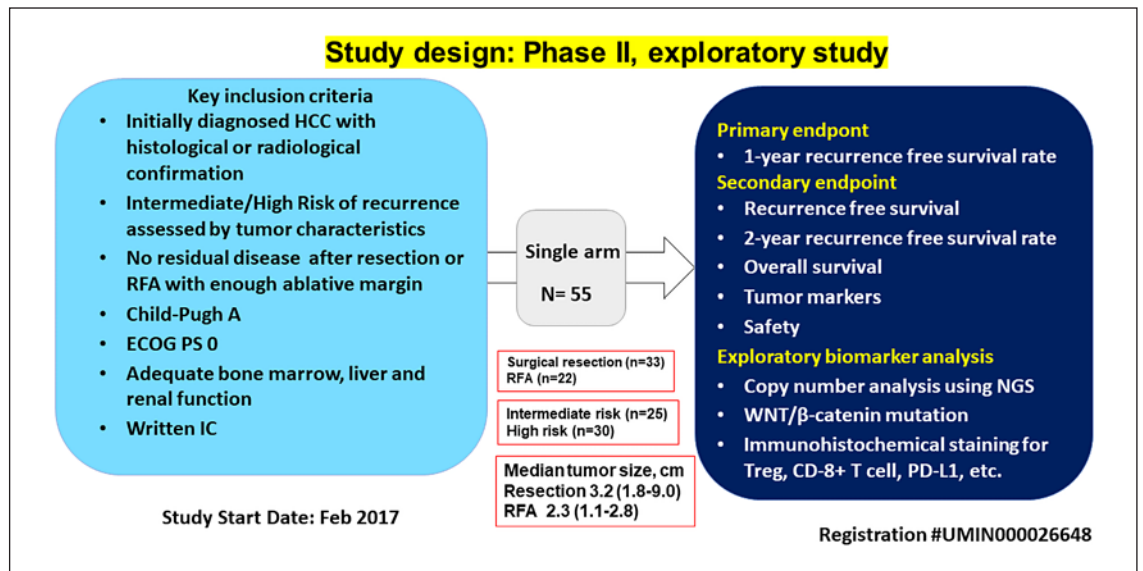 Study design: Phase II, exploratory study
Key inclusion criteria
• Initially diagnosed HCC with
histological or radiological
confirmation
• Intermediate/High Risk of recurrence
assessed by tumor characteristics
• No residual disease after resection or
RFA with enough ablative margin
• Child-Pugh A
• ECOG PS 0
• Adequate bone marrow, liver and
renal function
• Written IC
Study Start Date: Feb 2017
Single arm
N= 55
Surgical resection (n=33)
RFA (n=22)
Intermediate risk (n=25)
High risk (n=30)
Median tumor size, cm
Resection 3.2 (1.8-9.0)
RFA 2.3 (1.1-2.8)
Primary endpont
• 1-year recurrence free survival rate
Secondary endpoint
• Recurrence free survival
• 2-year recurrence free survival rate
• Overall survival
• Tumor markers
• Safety
Exploratory biomarker analysis
• Copy number analysis using NGS
• WNT/β-catenin mutation
• Immunohistochemical staining for
Treg, CD-8+ T cell, PD-L1, etc.
Registration #UMIN000026648